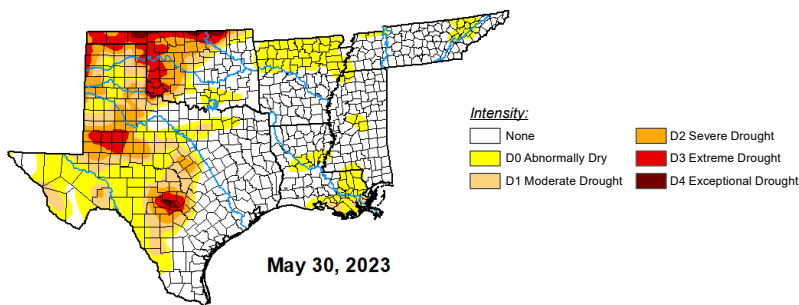 Intensity:
None
D0 Abnormally Dry
D1 Moderate Drought
D2 Severe Drought
D3 Extreme Drought
D4 Exceptional Drought
May 30, 2023